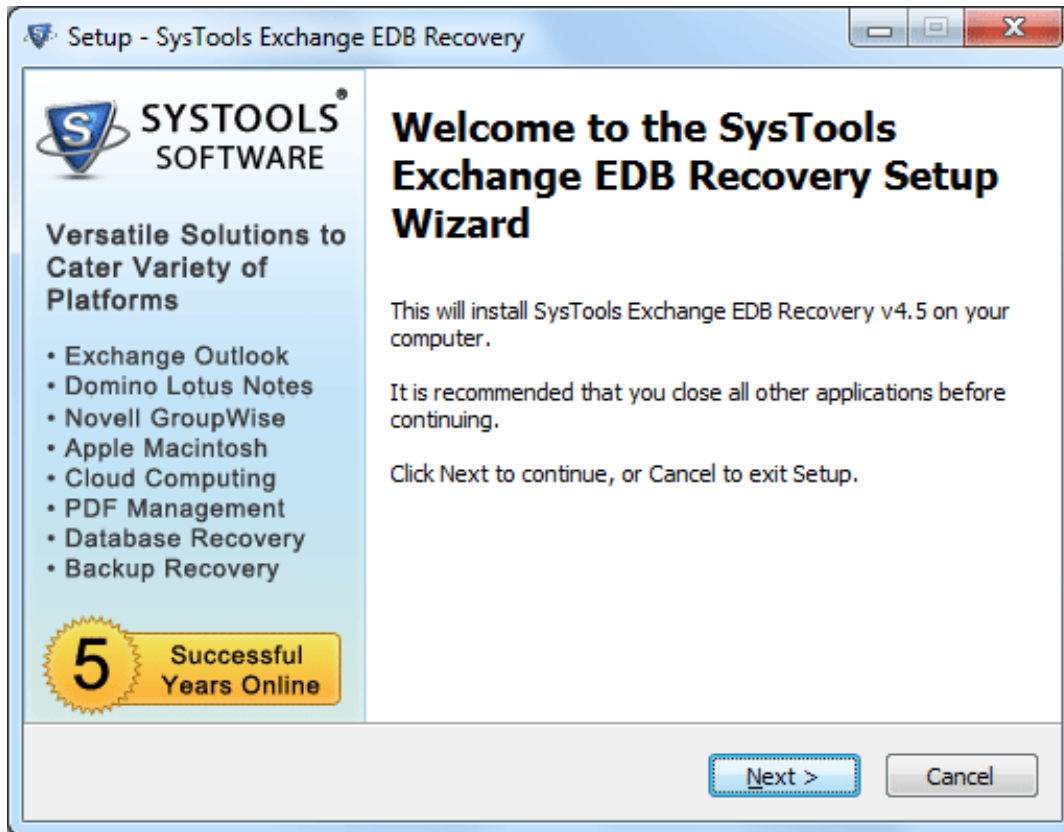 Setup - SysTools Exchange EDB Recovery
S
SYSTOOLS®
SOFTWARE
Versatile Solutions to
Cater Variety of
Platforms
• Exchange Outlook
• Domino Lotus Notes
• Novell GroupWise
• Apple Macintosh
• Cloud Computing
• PDF Management
• Database Recovery
• Backup Recovery
5
Successful
Years Online
Welcome to the SysTools
Exchange EDB Recovery Setup
Wizard
This will install SysTools Exchange EDB Recovery v4.5 on your
computer.
It is recommended that you close all other applications before
continuing.
Click Next to continue, or Cancel to exit Setup.
Next >
Cancel